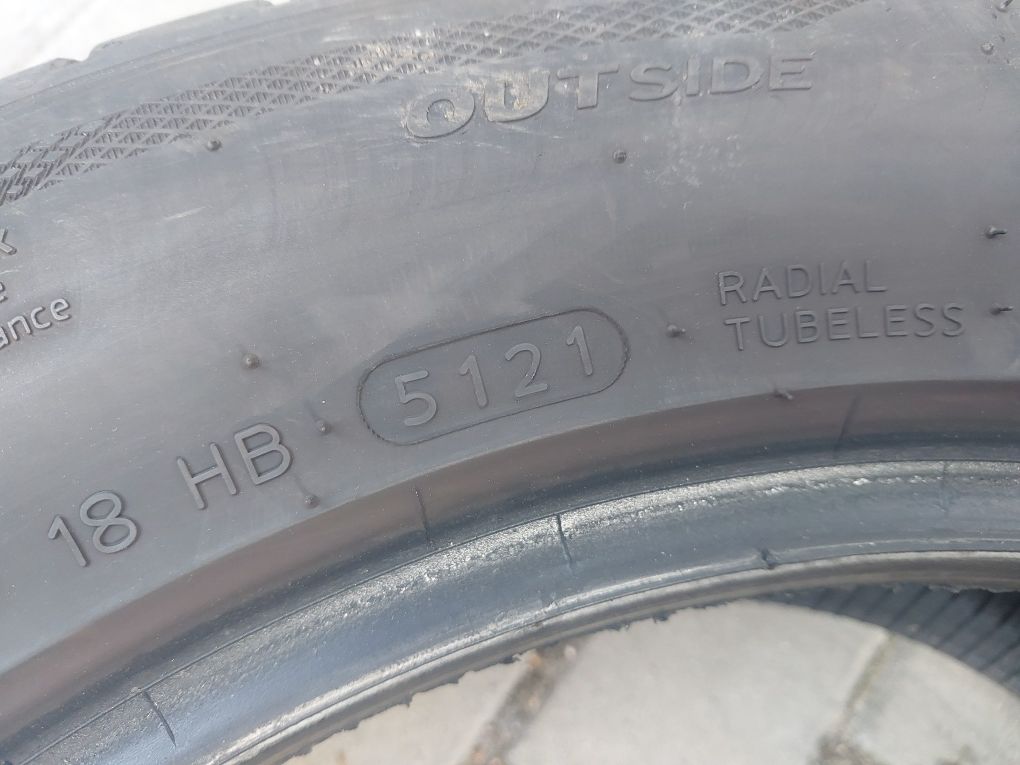 OUTSIDE
ance
RADIAL
TUBELESS
18 HB 5121